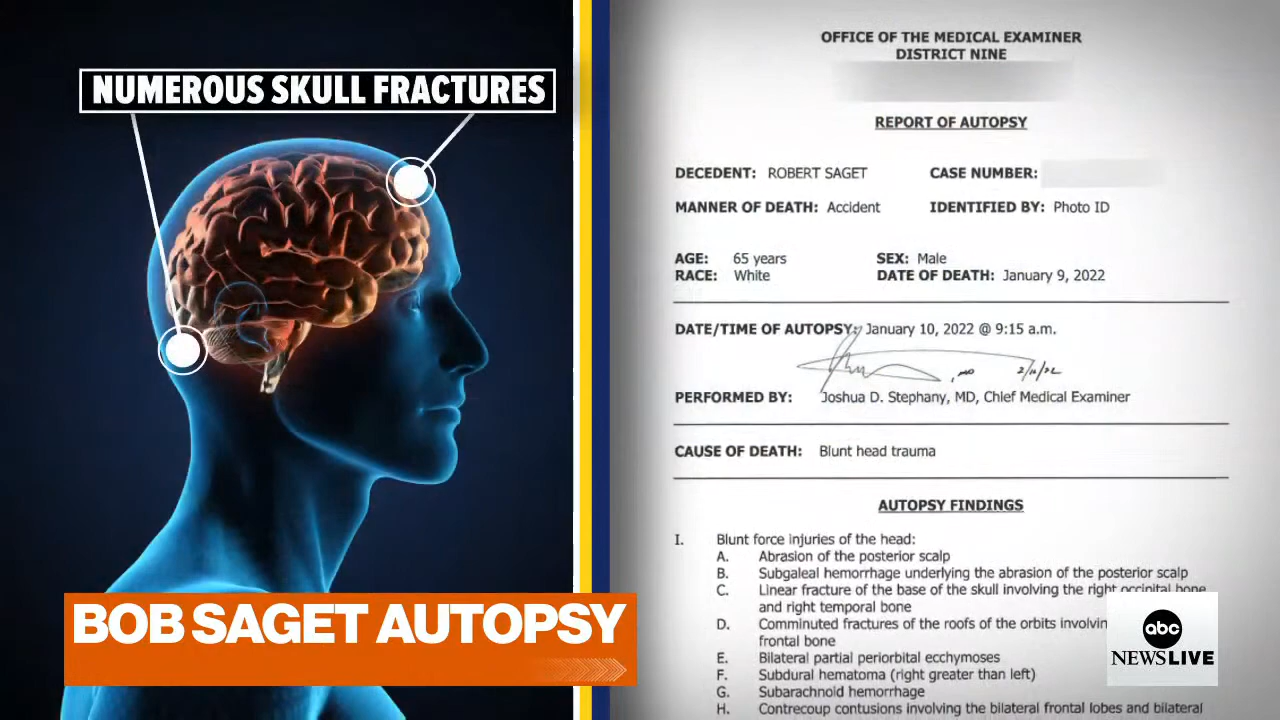 NUMEROUS SKULL FRACTURES
BOB SAGET AUTOPSY
OFFICE OF THE MEDICAL EXAMINER
DISTRICT NINE
REPORT OF AUTOPSY
DECEDENT: ROBERT SAGET CASE NUMBER:
MANNER OF DEATH: Accident IDENTIFIED BY: Photo ID
AGE: 65 years SEX: Male
RACE: White DATE OF DEATH: January 9, 2022
DATE/TIME OF AUTOPSY: January 10, 2022 @ 9:15 a.m.
, MD
PERFORMED BY: Joshua D. Stephany, MD, Chief Medical Examiner
CAUSE OF DEATH: Blunt head trauma
AUTOPSY FINDINGS
I. Blunt force injuries of the head:
A. Abrasion of the posterior scalp
B. Subgaleal hemorrhage underlying the abrasion of the posterior scalp
C. Linear fracture of the base of the skull involving the right occipital bone
and right temporal bone
D. Comminuted fractures of the roofs of the orbits
frontal bone
E. Bilateral partial periorbital ecchymoses
F. Subdural hematoma (right greater than left)
G. Subarachnoid hemorrhage
H. Contrecoup contusions involving the bilateral frontal lobes and bilateral
abc
NEWSLIVE